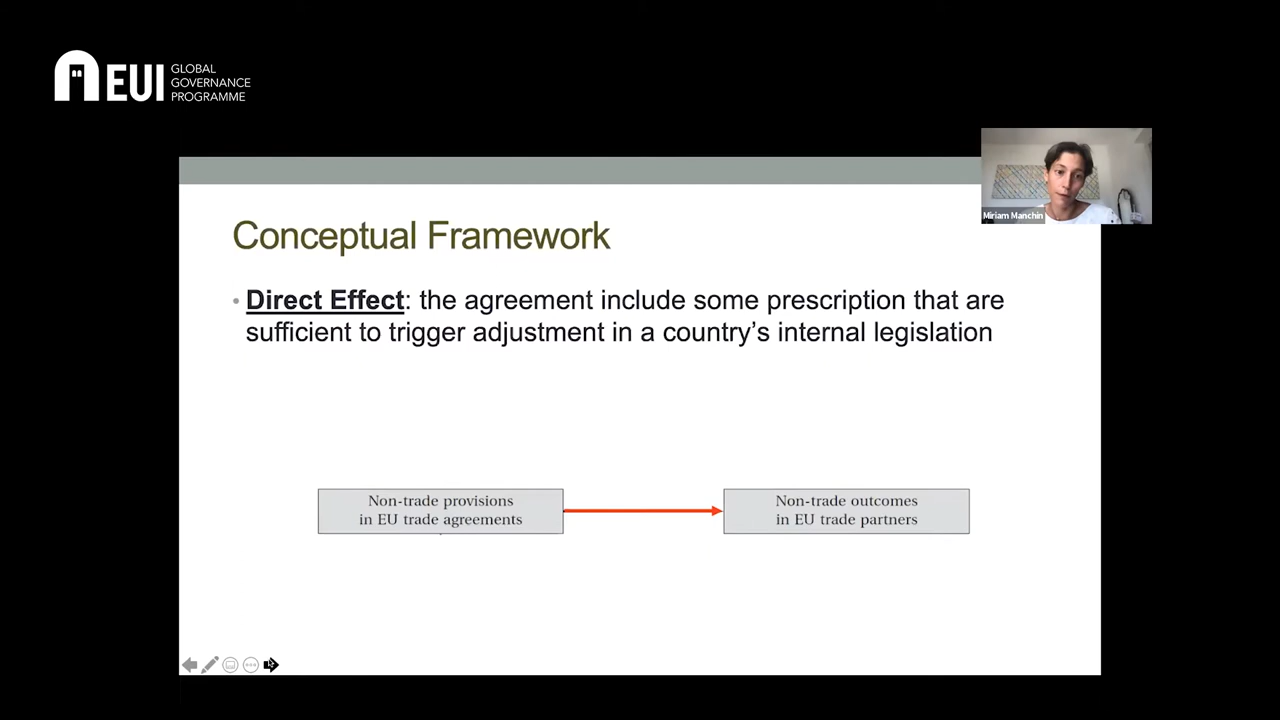 EUI
GLOBAL
GOVERNANCE
PROGRAMME
Miriam Manchin
Conceptual Framework
• Direct Effect: the agreement include some prescription that are
sufficient to trigger adjustment in a country’s internal legislation
Non-trade provisions
in EU trade agreements
Non-trade outcomes
in EU trade partners